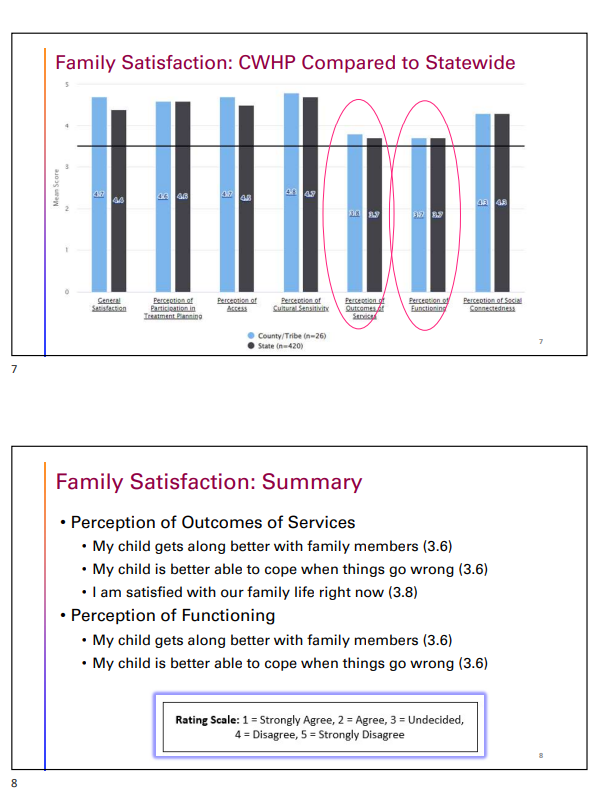 Family Satisfaction: CWHP Compared to Statewide
5
4
3
2
1
0
Mean Score
4.7 4.4 4.6 4.6 4.7 4.5 4.8 4.7 3.8 3.7 3.7 3.7 4.3 4.3
General
Satisfaction
Perception of
Participation in
Treatment Planning
Perception of
Access
Perception of
Cultural Sensitivity
Perception of
Outcomes of
Services
Perception of
Functioning
Perception of Social
Connectedness
County/Tribe (n=26)
State (n=420)
7
7
Family Satisfaction: Summary
• Perception of Outcomes of Services
• My child gets along better with family members (3.6)
• My child is better able to cope when things go wrong (3.6)
• I am satisfied with our family life right now (3.8)
• Perception of Functioning
• My child gets along better with family members (3.6)
• My child is better able to cope when things go wrong (3.6)
Rating Scale: 1 = Strongly Agree, 2 = Agree, 3 = Undecided,
4 = Disagree, 5 = Strongly Disagree
8
8